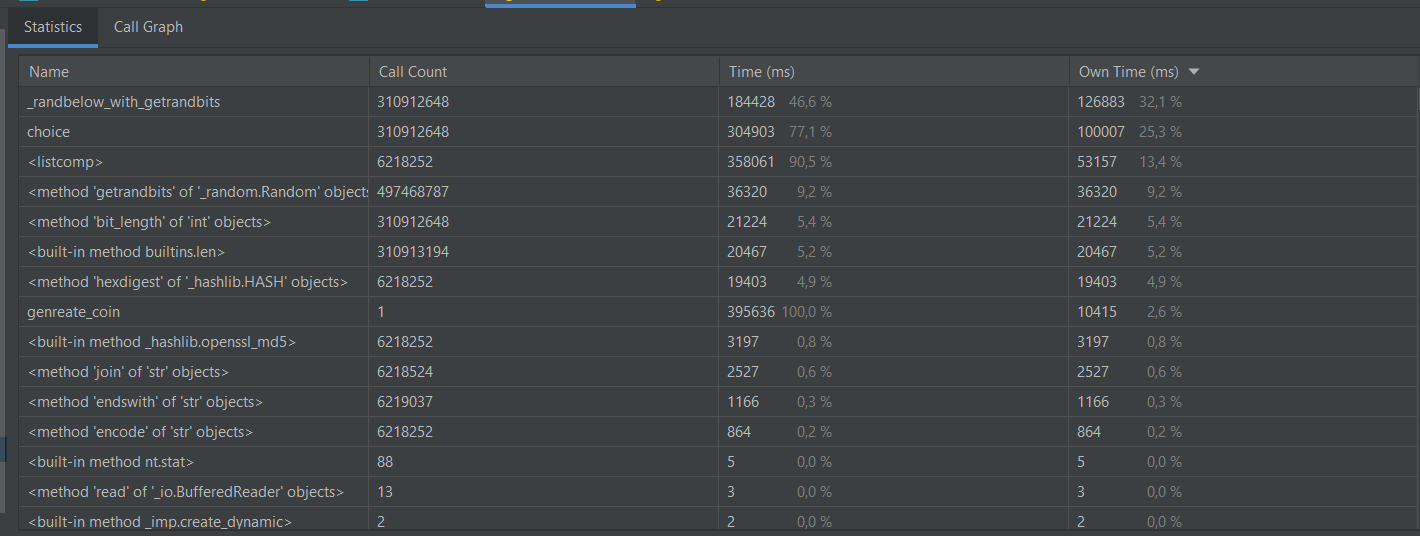 Statistics Call Graph
Name Call Count Time (ms) Own Time (ms)
_randbelow_with_getrandbits 310912648 184428 46,6 % 126883 32,1 %
choice 310912648 304903 77,1 % 100007 25,3 %
<listcomp> 6218252 358061 90,5 % 53157 13,4 %
<method 'getrandbits' of '_random.Random' objects 497468787 36320 9,2 % 36320 9,2 %
<method 'bit_length' of 'int' objects> 310912648 21224 5,4 % 21224 5,4 %
<built-in method builtins.len> 310913194 20467 5,2 % 20467 5,2 %
<method 'hexdigest' of '_hashlib.HASH' objects> 6218252 19403 4,9 % 19403 4,9 %
genreate_coin 1 395636 100,0 % 10415 2,6 %
<built-in method _hashlib.openssl_md5> 6218252 3197 0,8 % 3197 0,8 %
<method 'join' of 'str' objects> 6218524 2527 0,6 % 2527 0,6 %
<method 'endswith' of 'str' objects> 6219037 1166 0,3 % 1166 0,3 %
<method 'encode' of 'str' objects> 6218252 864 0,2 % 864 0,2 %
<built-in method nt.stat> 88 5 0,0 % 5 0,0 %
<method 'read' of '_io.BufferedReader' objects> 13 3 0,0 % 3 0,0 %
<built-in method _imp.create_dynamic> 2 2 0,0 % 2 0,0 %